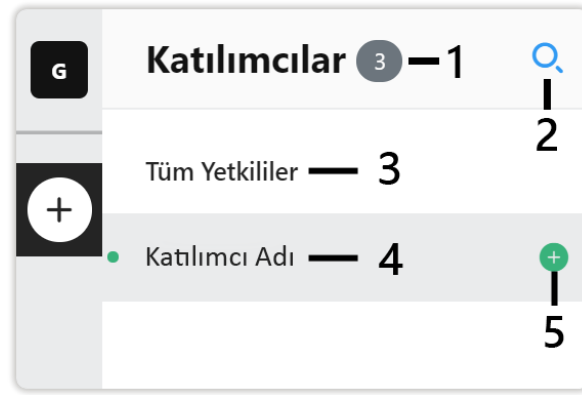 G
Katılımcılar 3 1
2
Tüm Yetkililer 3
Katılımcı Adı 4
5